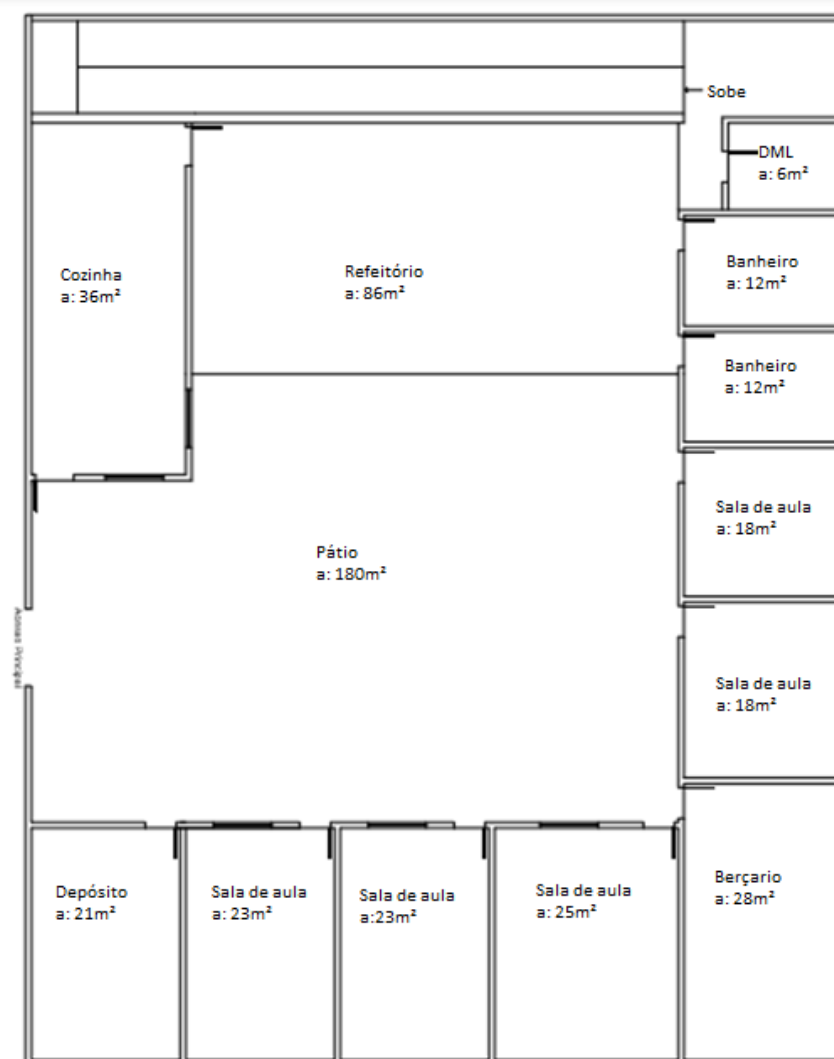 Sobe
DML
a: 6m²
Cozinha
a: 36m²
Refeitório
a: 86m²
Banheiro
a: 12m²
Banheiro
a: 12m²
Sala de aula
a: 18m²
Pátio
a: 180m²
Principal
Sala de aula
a: 18m²
Depósito
a: 21m²
Sala de aula
a: 23m²
Sala de aula
a:23m²
Sala de aula
a: 25m²
Berçario
a: 28m²